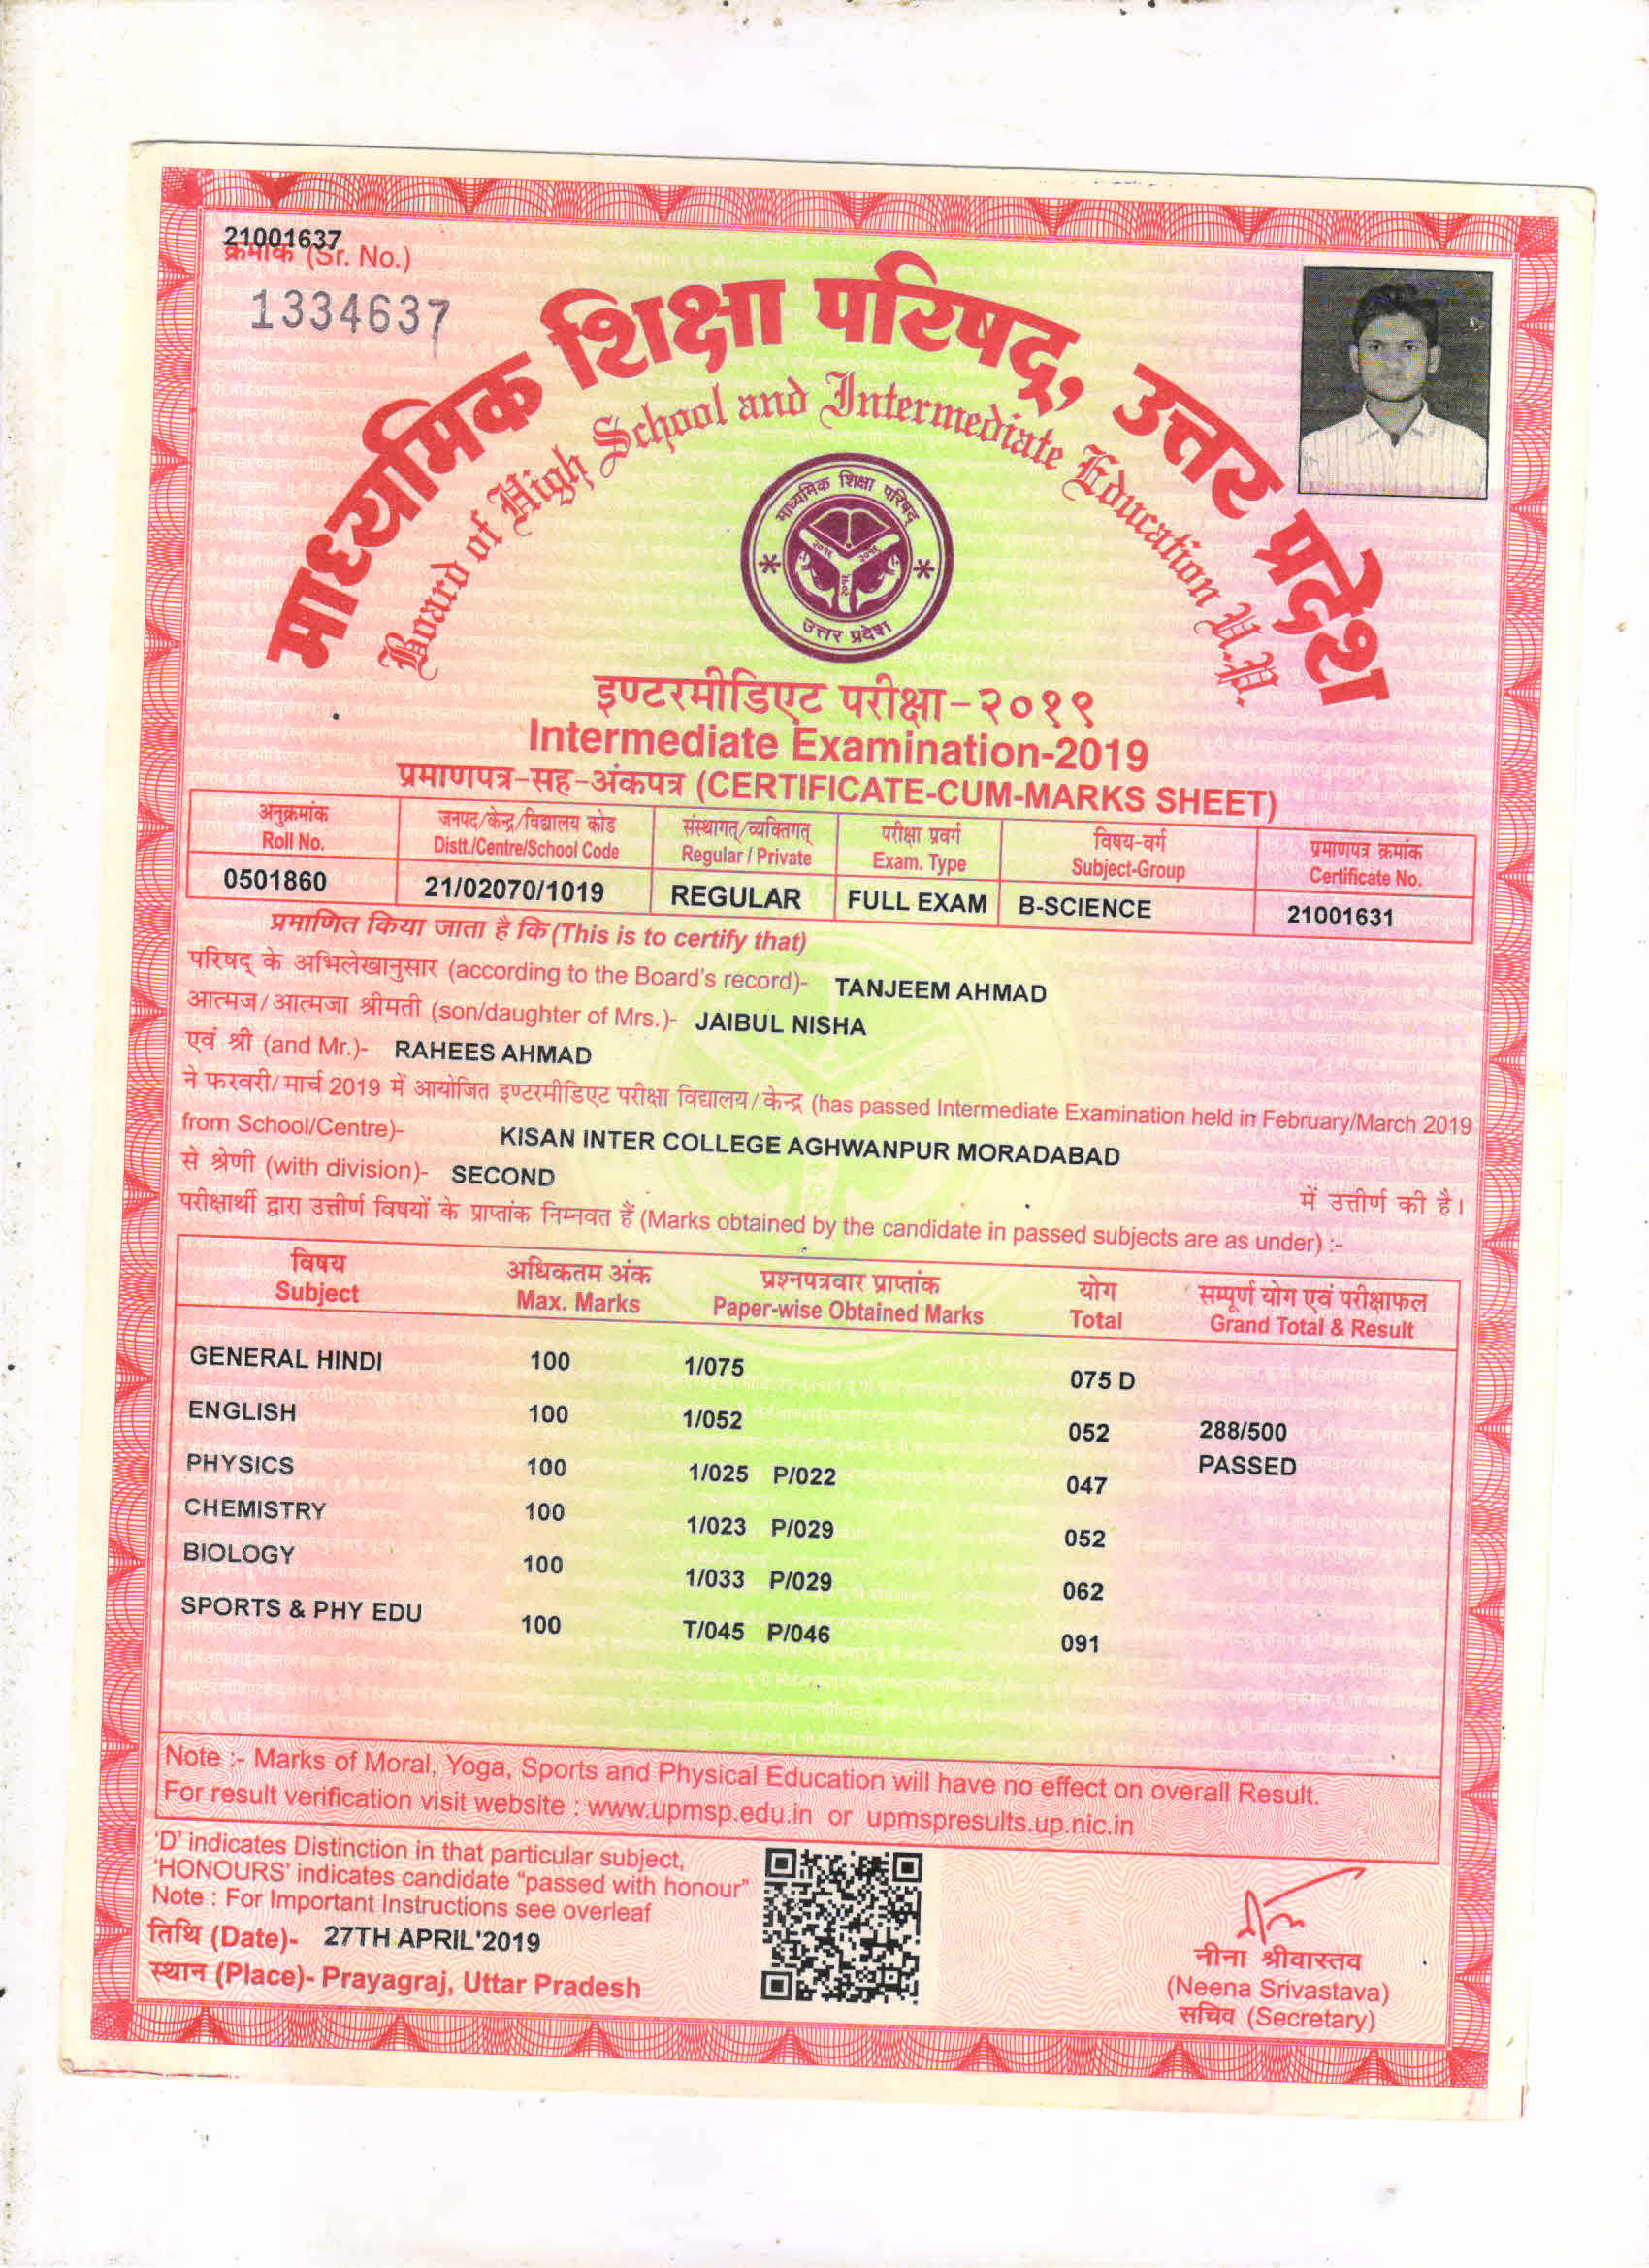 21001637
क्रमांक (Sr. No.)
1334637
माध्यमिक शिक्षा परिषद्, उत्तर प्रदेश
Board of High School and Intermediate Education U.P.
माध्यमिक शिक्षा परिषद्
उत्तर प्रदेश
इण्टरमीडिएट परीक्षा-२०१९
Intermediate Examination-2019
प्रमाणपत्र-सह-अंकपत्र (CERTIFICATE-CUM-MARKS SHEET)
अनुक्रमांक जनपद/केन्द्र/विद्यालय कोड संस्थागत्/व्यक्तिगत् परीक्षा प्रवर्ग विषय-वर्ग प्रमाणपत्र क्रमांक
Roll No. Distt./Centre/School Code Regular / Private Exam. Type Subject-Group Certificate No.
0501860 21/02070/1019 REGULAR FULL EXAM B-SCIENCE 21001631
प्रमाणित किया जाता है कि (This is to certify that)
परिषद् के अभिलेखानुसार (according to the Board's record)- TANJEEM AHMAD
आत्मज/आत्मजा श्रीमती (son/daughter of Mrs.)- JAIBUL NISHA
एवं श्री (and Mr.)- RAHEES AHMAD
ने फरवरी/मार्च 2019 में आयोजित इण्टरमीडिएट परीक्षा विद्यालय/केन्द्र (has passed Intermediate Examination held in February/March 2019
from School/Centre)- KISAN INTER COLLEGE AGHWANPUR MORADABAD
से श्रेणी (with division)- SECOND में उत्तीर्ण की है।
परीक्षार्थी द्वारा उत्तीर्ण विषयों के प्राप्तांक निम्नवत हैं (Marks obtained by the candidate in passed subjects are as under) :-
विषय अधिकतम अंक प्रश्नपत्रवार प्राप्तांक योग सम्पूर्ण योग एवं परीक्षाफल
Subject Max. Marks Paper-wise Obtained Marks Total Grand Total & Result
GENERAL HINDI 100 1/075 075 D
ENGLISH 100 1/052 052 288/500
PHYSICS 100 1/025 P/022 047 PASSED
CHEMISTRY 100 1/023 P/029 052
BIOLOGY 100 1/033 P/029 062
SPORTS & PHY EDU 100 T/045 P/046 091
Note :- Marks of Moral, Yoga, Sports and Physical Education will have no effect on overall Result.
For result verification visit website : www.upmsp.edu.in or upmspresults.up.nic.in
'D' indicates Distinction in that particular subject,
'HONOURS' indicates candidate "passed with honour"
Note : For Important Instructions see overleaf
तिथि (Date)- 27TH APRIL'2019
स्थान (Place)- Prayagraj, Uttar Pradesh
नीना श्रीवास्तव
(Neena Srivastava)
सचिव (Secretary)